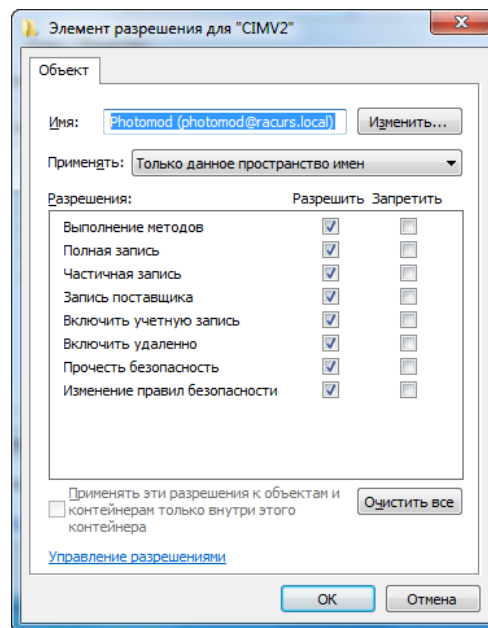 Элемент разрешения для "CIMV2"
Объект
Имя: Photomod (photomod@racurs.local) Изменить...
Применять: Только данное пространство имен
Разрешения: Разрешить Запретить
Выполнение методов
Полная запись
Частичная запись
Запись поставщика
Включить учетную запись
Включить удаленно
Прочесть безопасность
Изменение правил безопасности
Применять эти разрешения к объектам и
контейнерам только внутри этого
контейнера
Очистить все
Управление разрешениями
ОК Отмена